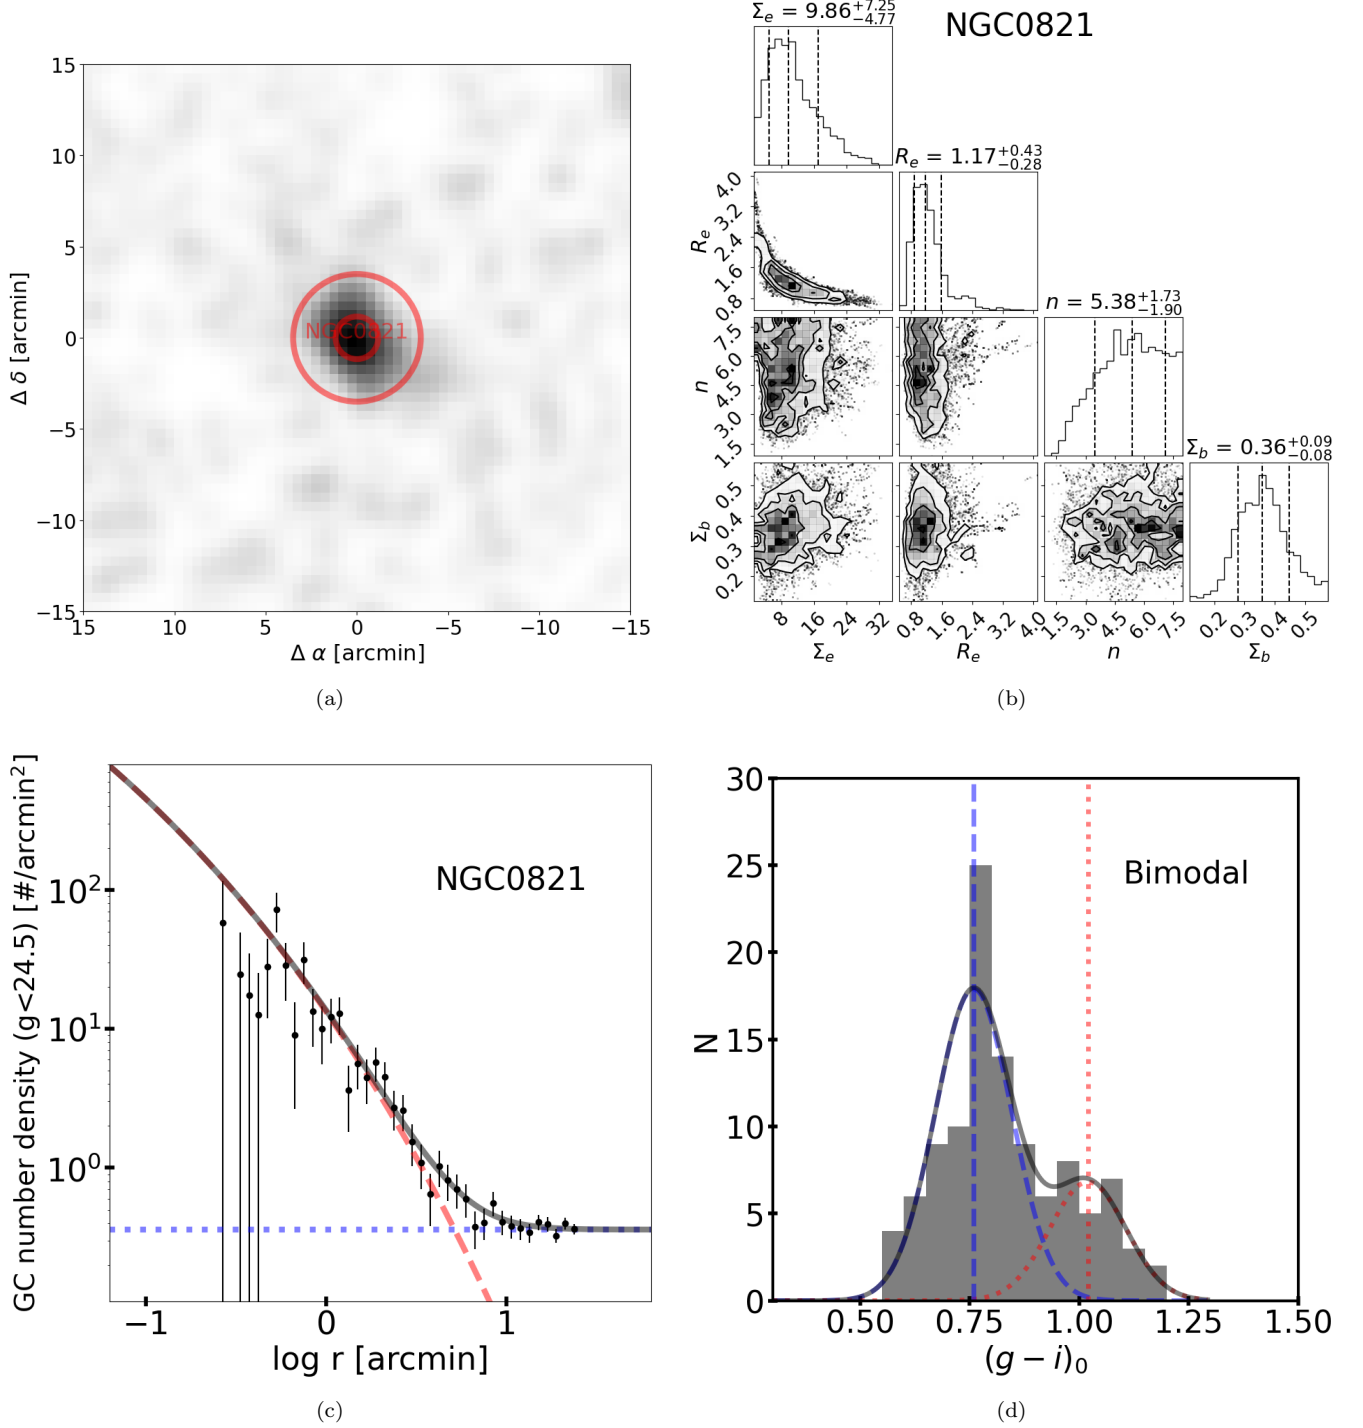 15
10
5
0
−5
−10
−15
15
10
5
0
−5
−10
−15
Δ δ [arcmin]
Δ α [arcmin]
NGC0821
(a)
NGC0821
Σe = 9.86 +7.25 −4.77
Re = 1.17 +0.43 −0.28
n = 5.38 +1.73 −1.90
Σb = 0.36 +0.09 −0.08
4.0
3.2
2.4
1.6
0.8
Re
7.5
6.0
4.5
3.0
1.5
n
0.5
0.4
0.3
0.2
Σb
8 16 24 32
Σe
0.8 1.6 2.4 3.2 4.0
Re
1.5 3.0 4.5 6.0 7.5
n
0.2 0.3 0.4 0.5
Σb
(b)
GC number density (g<24.5) [#/arcmin²]
10²
10¹
10⁰
NGC0821
−1 0 1
log r [arcmin]
(c)
30
25
20
15
10
5
0
N
Bimodal
0.50 0.75 1.00 1.25 1.50
(g − i)₀
(d)